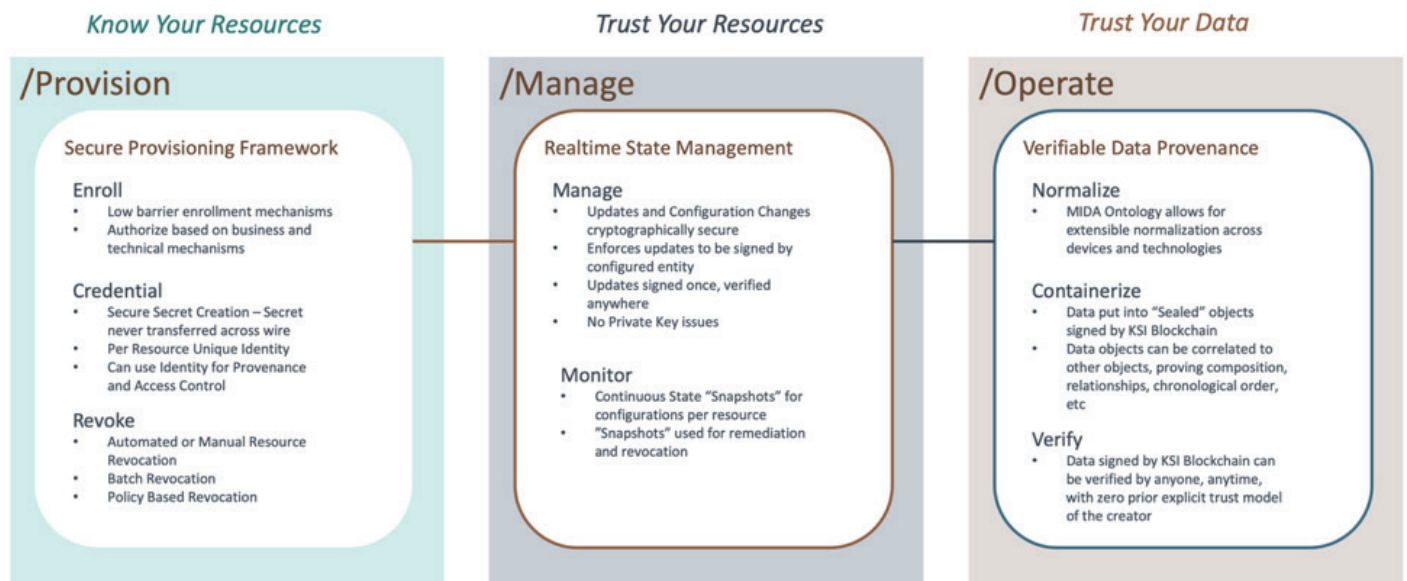 Know Your Resources
Trust Your Resources
Trust Your Data
/Provision
Secure Provisioning Framework
Enroll
• Low barrier enrollment mechanisms
• Authorize based on business and
technical mechanisms
Credential
• Secure Secret Creation – Secret
never transferred across wire
• Per Resource Unique Identity
• Can use Identity for Provenance
and Access Control
Revoke
• Automated or Manual Resource
Revocation
• Batch Revocation
• Policy Based Revocation
/Manage
Realtime State Management
Manage
• Updates and Configuration Changes
cryptographically secure
• Enforces updates to be signed by
configured entity
• Updates signed once, verified
anywhere
• No Private Key issues
Monitor
• Continuous State “Snapshots” for
configurations per resource
• ”Snapshots” used for remediation
and revocation
/Operate
Verifiable Data Provenance
Normalize
• MIDA Ontology allows for
extensible normalization across
devices and technologies
Containerize
• Data put into “Sealed” objects
signed by KSI Blockchain
• Data objects can be correlated to
other objects, proving composition,
relationships, chronological order,
etc
Verify
• Data signed by KSI Blockchain can
be verified by anyone, anytime,
with zero prior explicit trust model
of the creator